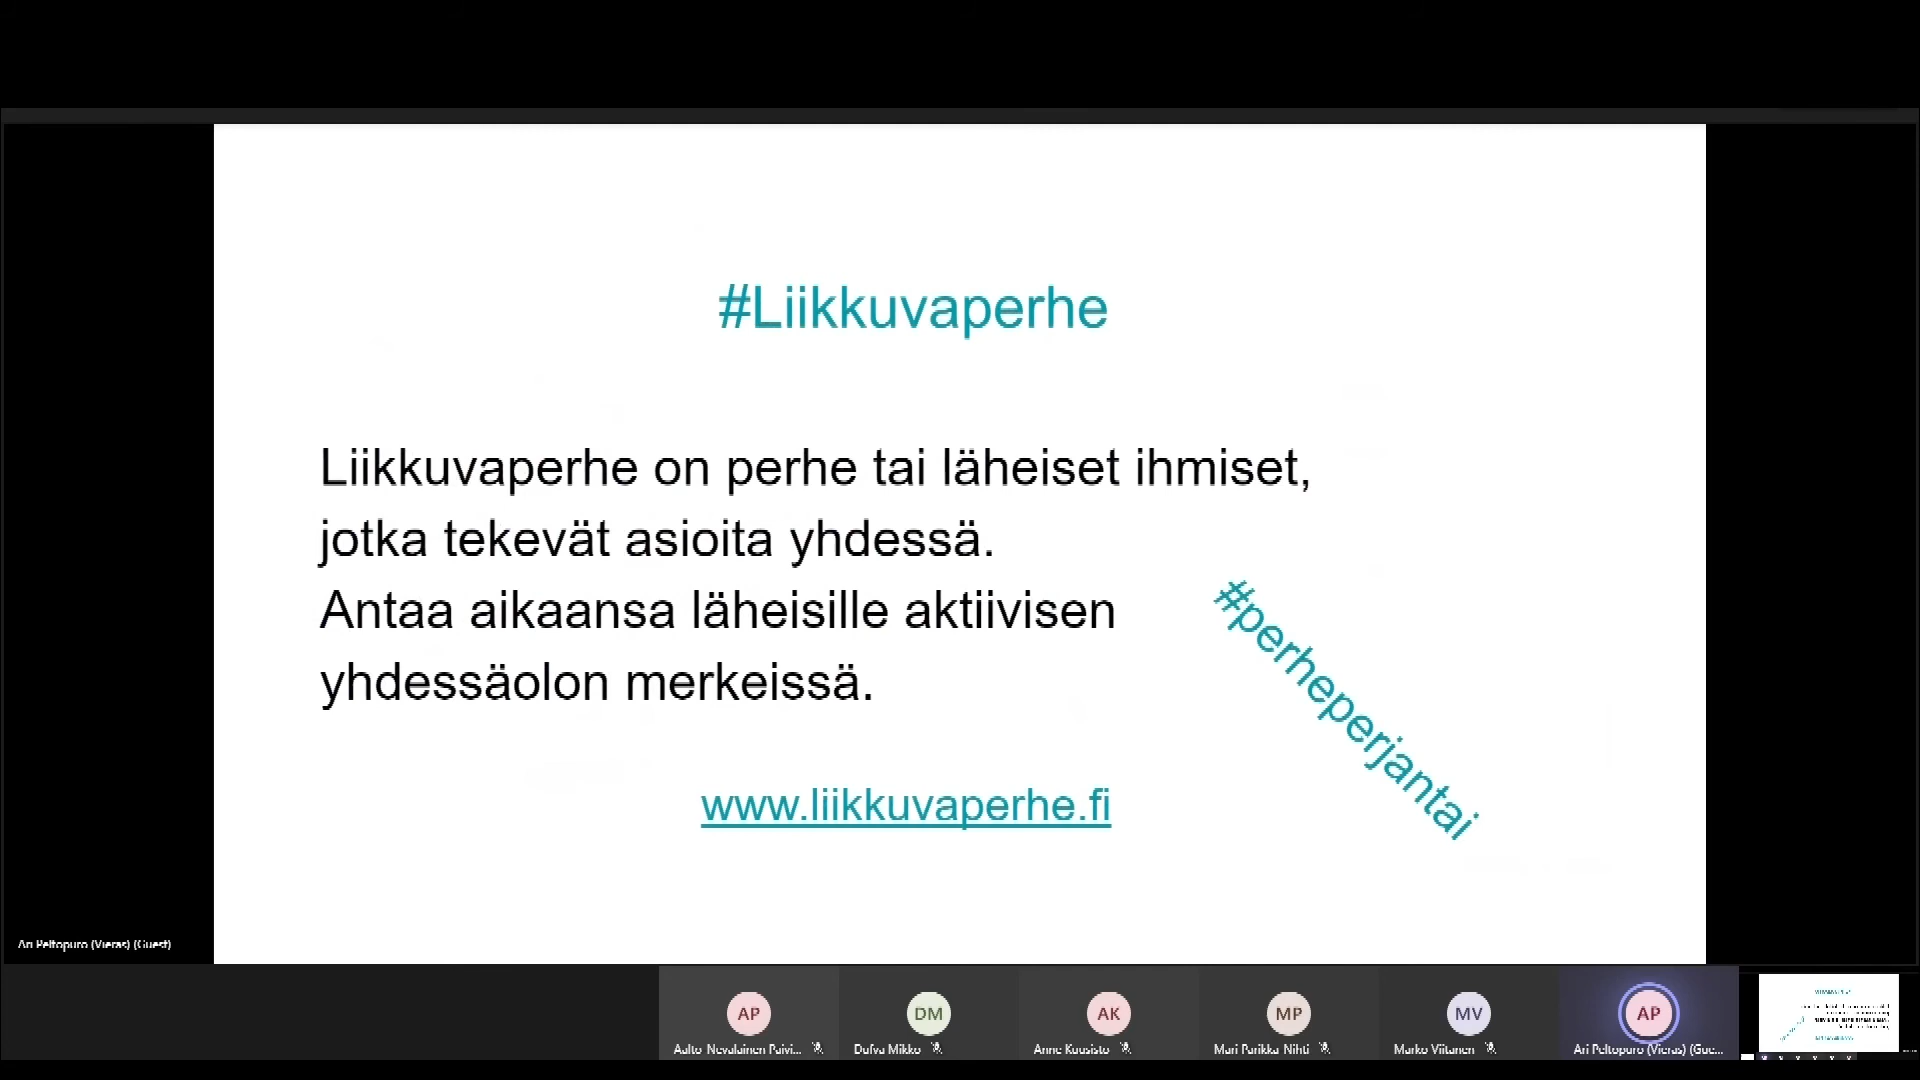 #Liikkuvaperhe
Liikkuvaperhe on perhe tai läheiset ihmiset,
jotka tekevät asioita yhdessä.
Antaa aikaansa läheisille aktiivisen
yhdessäolon merkeissä.
#perheperjantai
www.liikkuvaperhe.fi
Ari Peltopuro (Vieras) (Guest)
AP
DM
AK
MP
MV
AP
Aalto-Nevalainen Päivi...
Dufva Mikko
Anne Kuusisto
Mari Parikka-Nihti
Marko Viitanen
Ari Peltopuro (Vieras) (Gue...